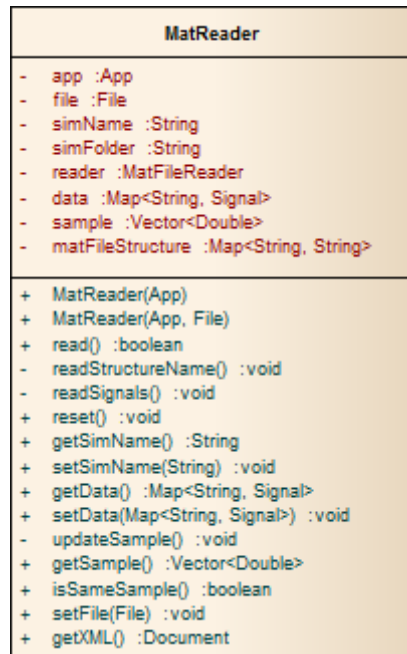 MatReader
- app :App
- file :File
- simName :String
- simFolder :String
- reader :MatFileReader
- data :Map<String, Signal>
- sample :Vector<Double>
- matFileStructure :Map<String, String>
+ MatReader(App)
+ MatReader(App, File)
+ read() :boolean
- readStructureName() :void
- readSignals() :void
+ reset() :void
+ getSimName() :String
+ setSimName(String) :void
+ getData() :Map<String, Signal>
+ setData(Map<String, Signal>) :void
- updateSample() :void
+ getSample() :Vector<Double>
+ isSameSample() :boolean
+ setFile(File) :void
+ getXML() :Document